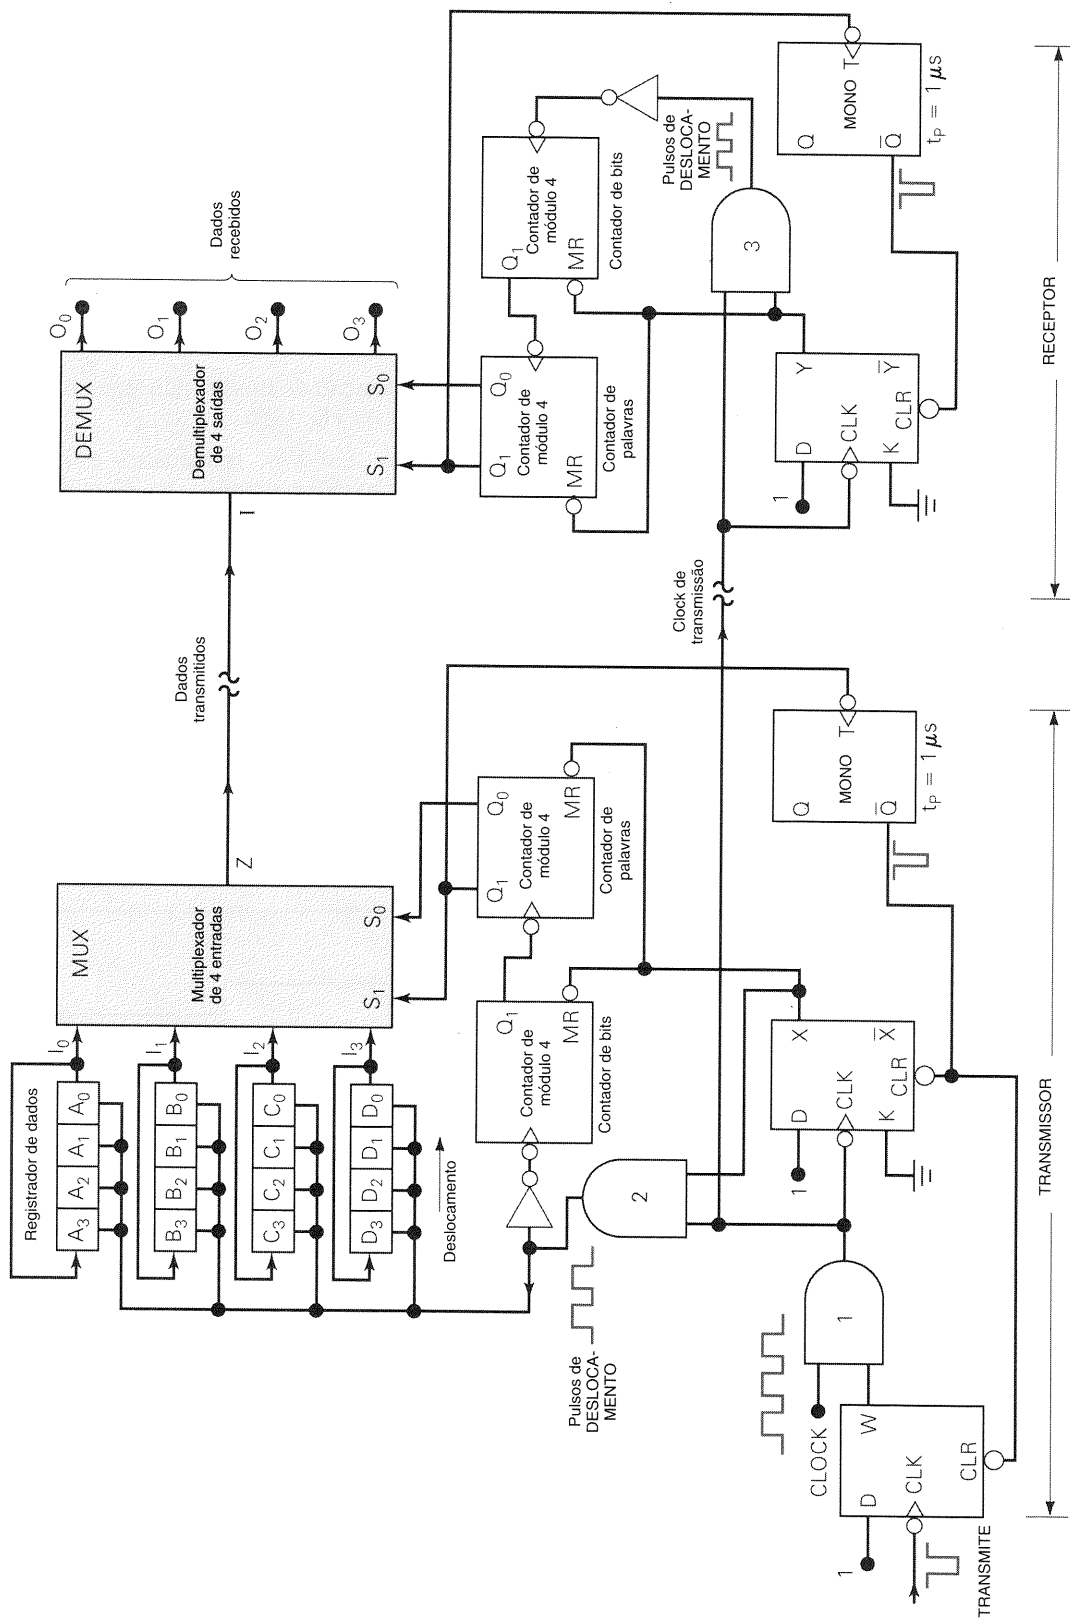 Registrador de dados
A3 A2 A1 A0
B3 B2 B1 B0
C3 C2 C1 C0
D3 D2 D1 D0
Deslocamento
I0
I1
I2
I3
MUX
Multiplexador
de 4 entradas
S1 S0
Z
Dados
transmitidos
I
DEMUX
Demultiplexador
de 4 saídas
S1 S0
O0
O1
O2
O3
Dados
recebidos
Pulsos de
DESLOCA-
MENTO
Contador de
módulo 4
Q1
MR
Contador de bits
Contador de
módulo 4
Q1 Q0
MR
Contador de
palavras
Contador de
módulo 4
Q1 Q0
MR
Contador de
palavras
Contador de
módulo 4
Q1
MR
Contador de bits
Pulsos de
DESLOCA-
MENTO
CLOCK
1
D W
CLK
CLR
TRANSMITE
1
2
1
D X
CLK
K X
CLR
Q
MONO T
Q
tP = 1 µs
Clock de
transmissão
1
D Y
CLK
K Y
CLR
3
Q
MONO T
Q
tP = 1 µs
TRANSMISSOR
RECEPTOR